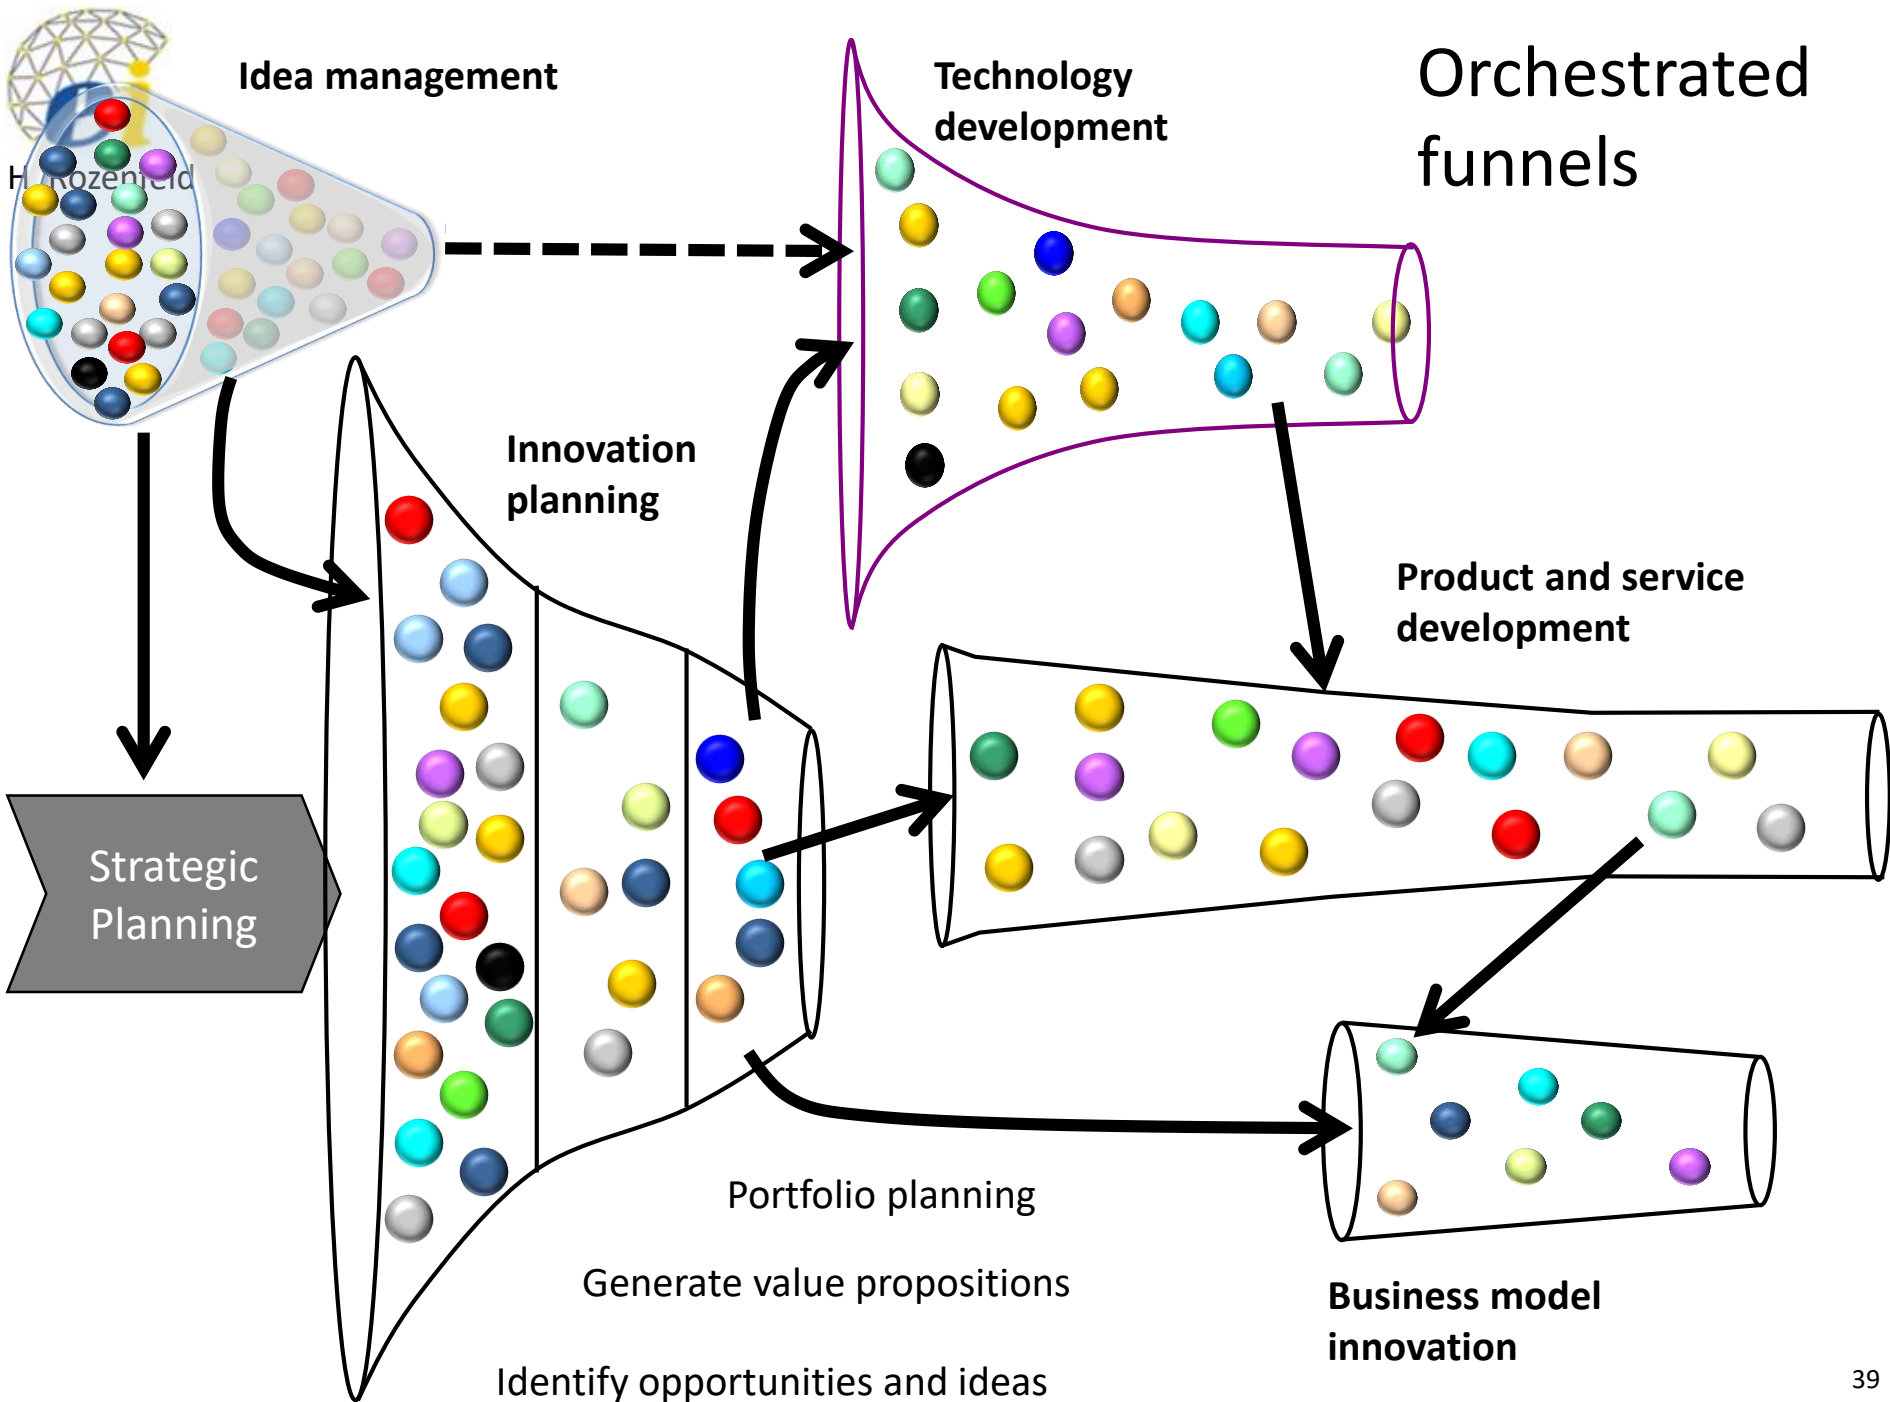 Orchestrated
funnels
Idea management
Technology
development
H. Rozenfeld
Innovation
planning
Product and service
development
Strategic
Planning
Portfolio planning
Generate value propositions
Identify opportunities and ideas
Business model
innovation
39